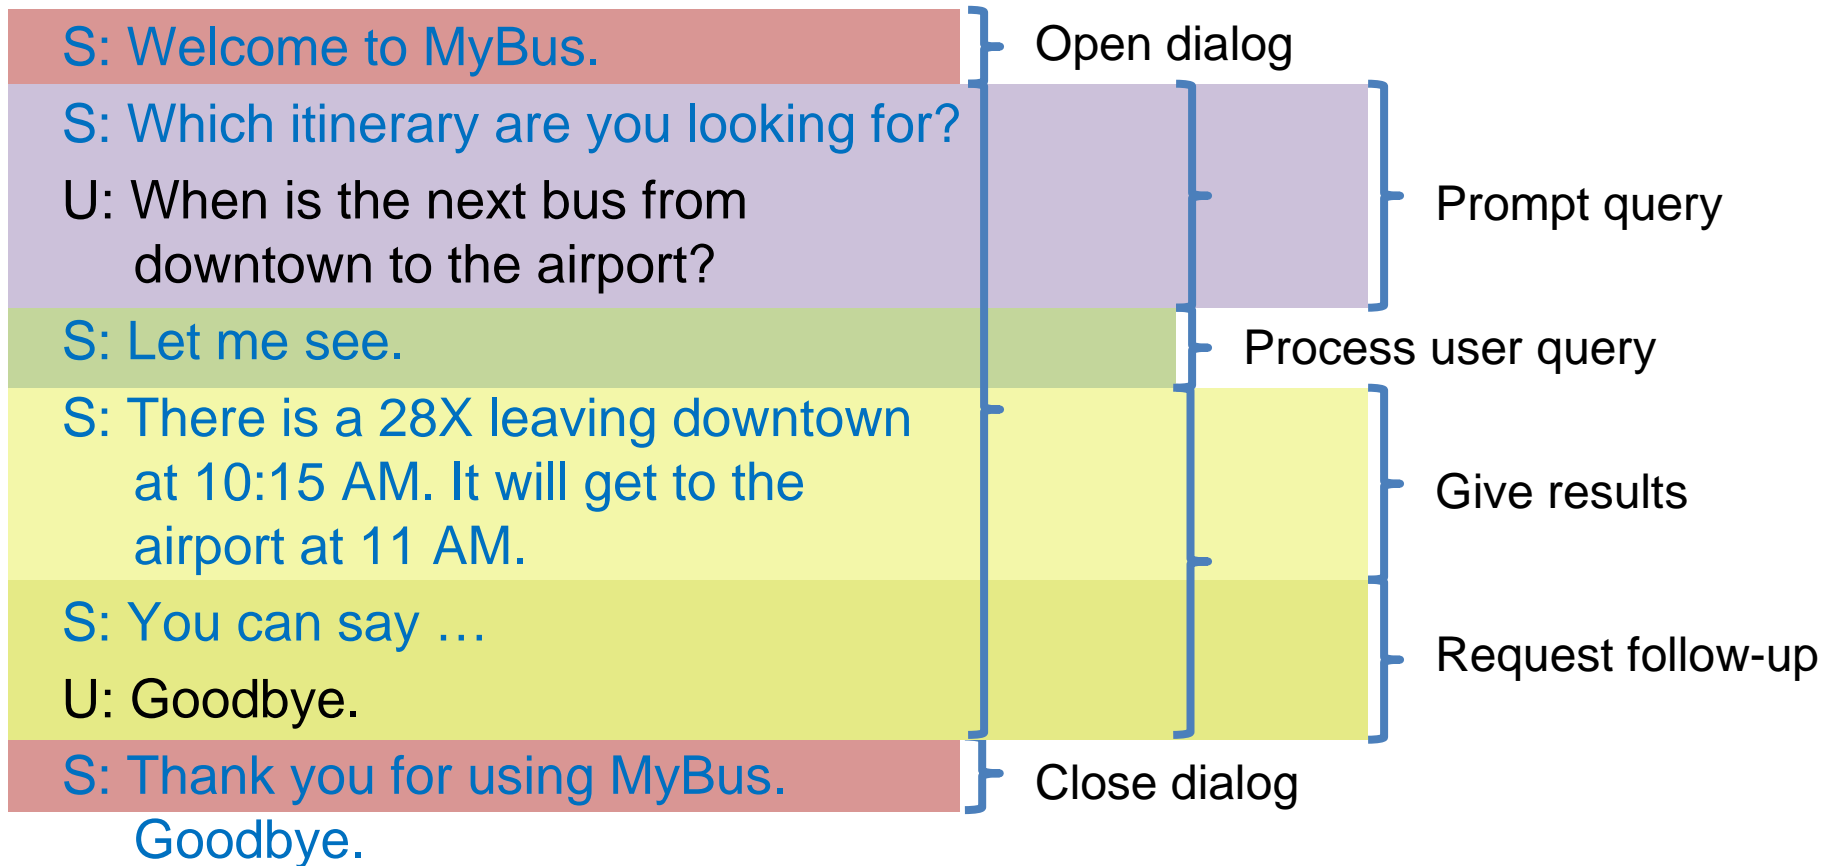 S: Welcome to MyBus.
Open dialog
S: Which itinerary are you looking for?
U: When is the next bus from
downtown to the airport?
Prompt query
S: Let me see.
Process user query
S: There is a 28X leaving downtown
at 10:15 AM. It will get to the
airport at 11 AM.
Give results
S: You can say …
U: Goodbye.
Request follow-up
S: Thank you for using MyBus.
Goodbye.
Close dialog